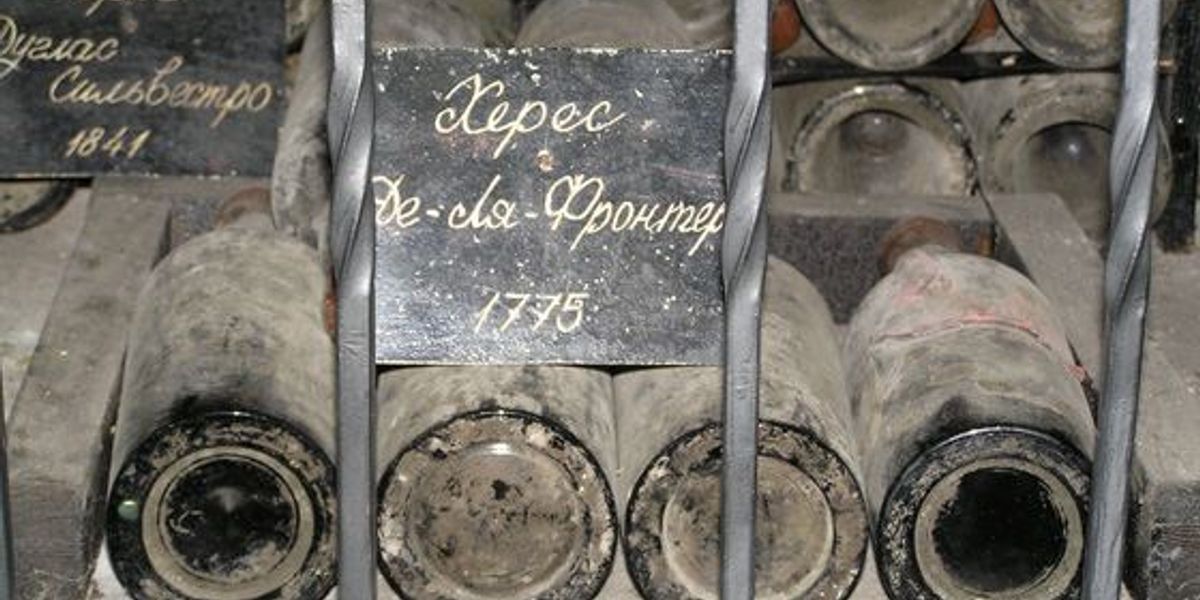 Дуглас
Сильвестро
1841
Херес
Де-ля-Фронтер
1775